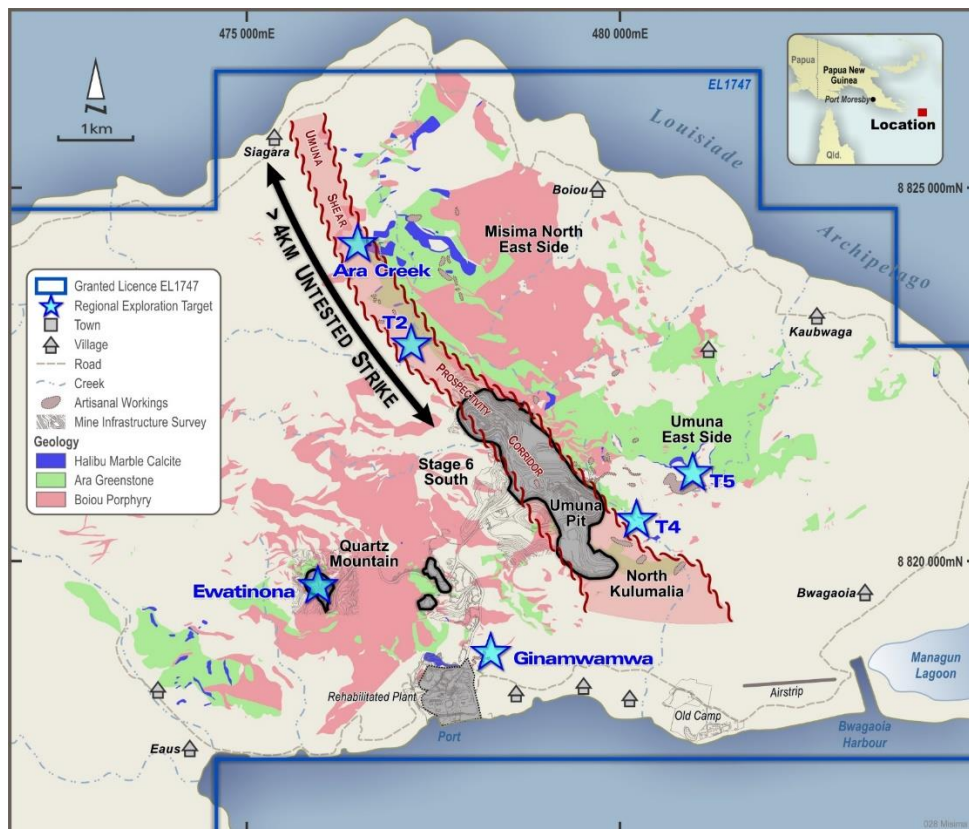 475 000mE
480 000mE
EL1747
Papua
Papua New
Guinea
Port Moresby
Location
Qld.
N
1km
Siagara
UMUNA
SHEAR
Louisiade
Archipelago
8 825 000mN
Boiou
Misima North
East Side
Ara Creek
> 4KM UNTESTED STRIKE
Granted Licence EL1747
Regional Exploration Target
Town
Village
Road
Creek
Artisanal Workings
Mine Infrastructure Survey
Geology
Halibu Marble Calcite
Ara Greenstone
Boiou Porphyry
T2
Kaubwaga
PROSPECTIVITY
CORRIDOR
Umuna
East Side
T5
Stage 6
South
Umuna
Pit
T4
Quartz
Mountain
8 820 000mN
Ewatinona
North
Kulumalia
Bwagaoia
Ginamwamwa
Managun
Lagoon
Rehabilitated Plant
Airstrip
Old Camp
Port
Bwagaoia
Harbour
Eaus
028 Misima